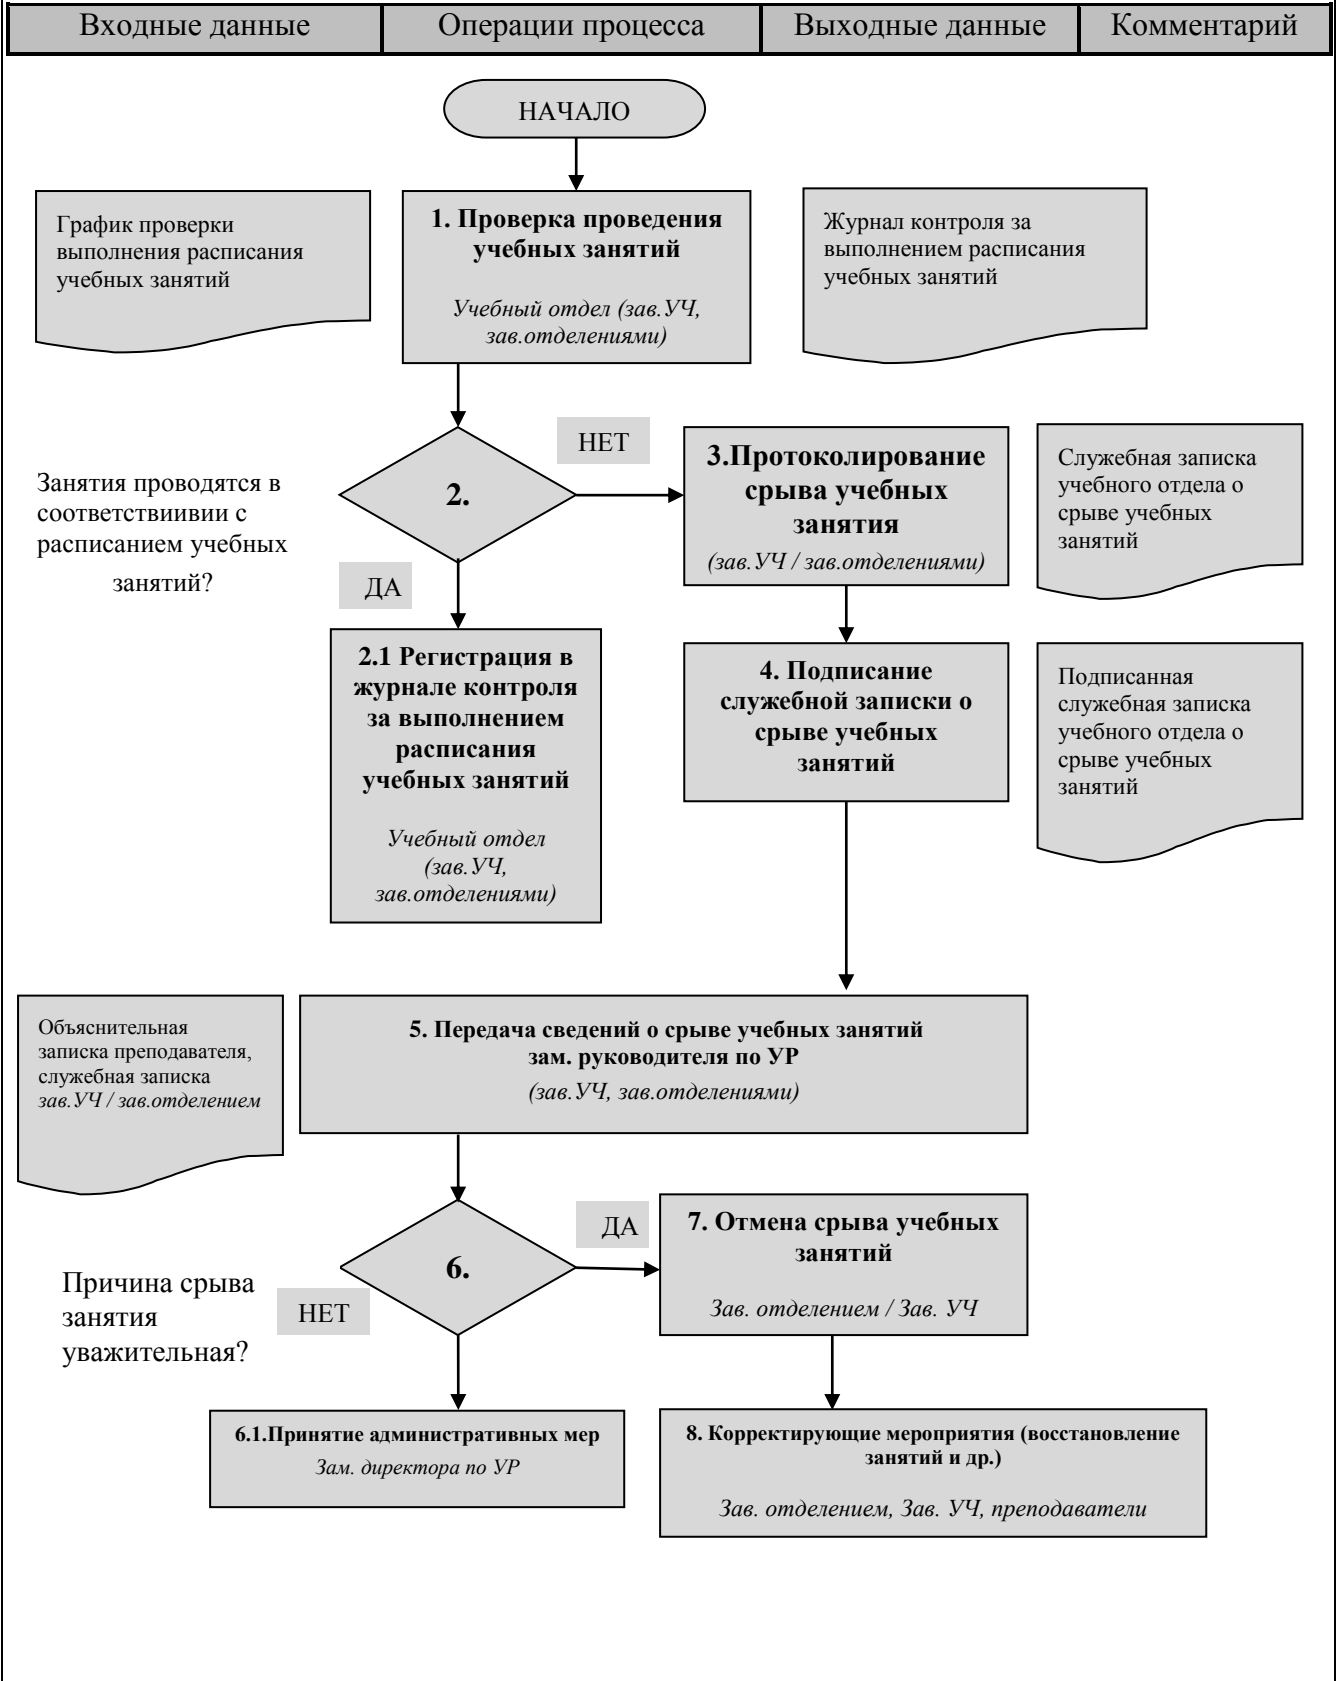 Входные данные
Операции процесса
Выходные данные
Комментарий
НАЧАЛО
График проверки
выполнения расписания
учебных занятий
1. Проверка проведения
учебных занятий
Учебный отдел (зав.УЧ,
зав.отделениями)
Журнал контроля за
выполнением расписания
учебных занятий
Занятия проводятся в
соответствиивии с
расписанием учебных
занятий?
2.
НЕТ
ДА
3.Протоколирование
срыва учебных
занятия
(зав.УЧ / зав.отделениями)
Служебная записка
учебного отдела о
срыве учебных
занятий
2.1 Регистрация в
журнале контроля
за выполнением
расписания
учебных занятий
Учебный отдел
(зав.УЧ,
зав.отделениями)
4. Подписание
служебной записки о
срыве учебных
занятий
Подписанная
служебная записка
учебного отдела о
срыве учебных
занятий
Объяснительная
записка преподавателя,
служебная записка
зав.УЧ / зав.отделением
5. Передача сведений о срыве учебных занятий
зам. руководителя по УР
(зав.УЧ, зав.отделениями)
Причина срыва
занятия
уважительная?
6.
ДА
НЕТ
7. Отмена срыва учебных
занятий
Зав. отделением / Зав. УЧ
6.1.Принятие административных мер
Зам. директора по УР
8. Корректирующие мероприятия (восстановление
занятий и др.)
Зав. отделением, Зав. УЧ, преподаватели